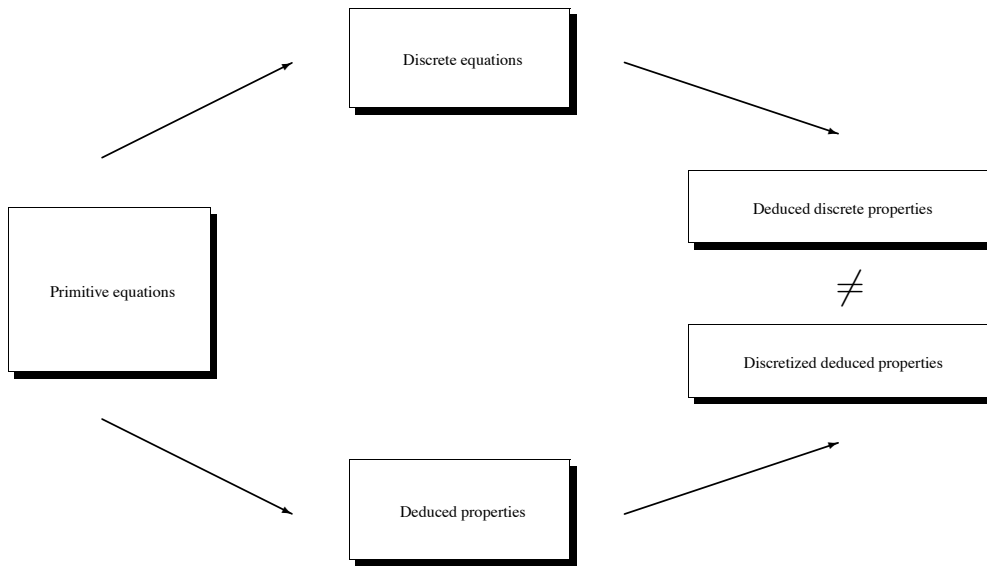 Discrete equations
Deduced discrete properties
Primitive equations
≠
Discretized deduced properties
Deduced properties